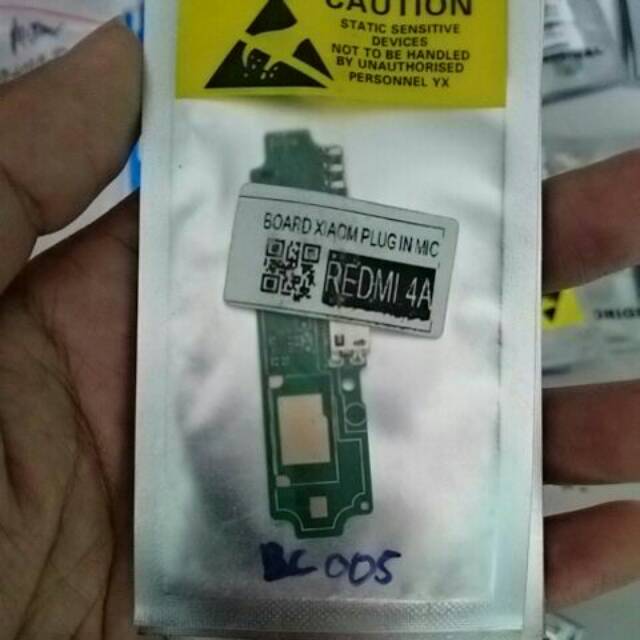 CAUTION
STATIC SENSITIVE
DEVICES
NOT TO BE HANDLED
BY UNAUTHORISED
PERSONNEL YX
BOARD XIAOM PLUG IN MIC
REDMI 4A
BC 005